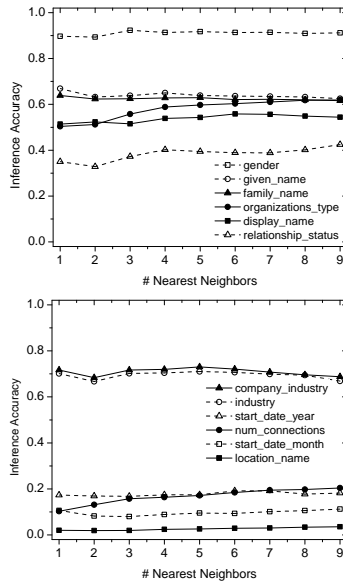 1.0
0.8
0.6
0.4
0.2
0.0
Inference Accuracy
gender
given_name
family_name
organizations_type
display_name
relationship_status
1 2 3 4 5 6 7 8 9
# Nearest Neighbors
1.0
0.8
0.6
0.4
0.2
0.0
Inference Accuracy
company_industry
industry
start_date_year
num_connections
start_date_month
location_name
1 2 3 4 5 6 7 8 9
# Nearest Neighbors